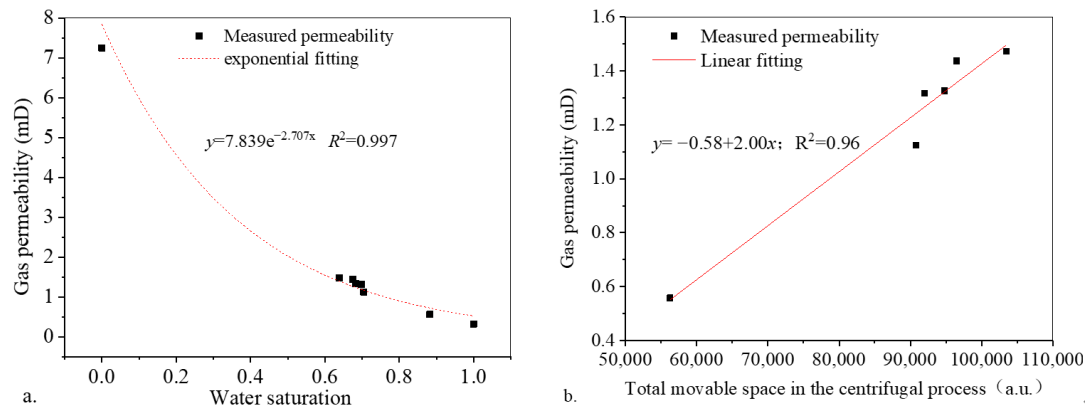 8
7
6
5
4
3
2
1
0
Gas permeability (mD)
Measured permeability
exponential fitting
y=7.839e^−2.707x R²=0.997
0.0 0.2 0.4 0.6 0.8 1.0
Water saturation
a.
1.6
1.4
1.2
1.0
0.8
0.6
0.4
Gas permeability (mD)
Measured permeability
Linear fitting
y= −0.58+2.00x；R²=0.96
50,000 60,000 70,000 80,000 90,000 100,000 110,000
Total movable space in the centrifugal process（a.u.）
b.